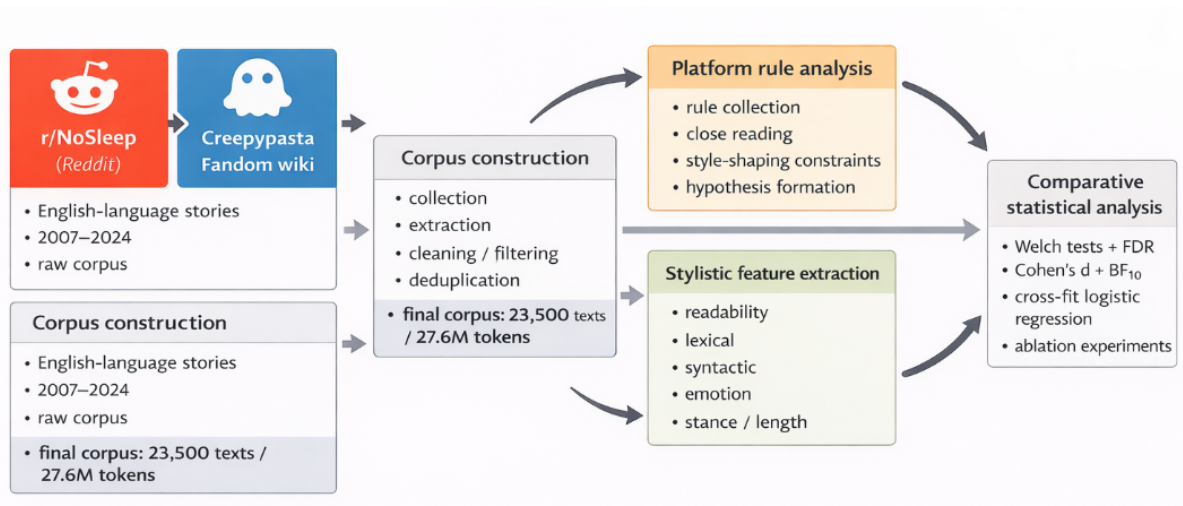 r/NoSleep
(Reddit)
Creepypasta
Fandom wiki
• English-language stories
• 2007–2024
• raw corpus
Corpus construction
• English-language stories
• 2007–2024
• raw corpus
• final corpus: 23,500 texts /
27.6M tokens
Corpus construction
• collection
• extraction
• cleaning / filtering
• deduplication
• final corpus: 23,500 texts
/ 27.6M tokens
Platform rule analysis
• rule collection
• close reading
• style-shaping constraints
• hypothesis formation
Stylistic feature extraction
• readability
• lexical
• syntactic
• emotion
• stance / length
Comparative
statistical analysis
• Welch tests + FDR
• Cohen's d + BF₁₀
• cross-fit logistic
regression
• ablation experiments